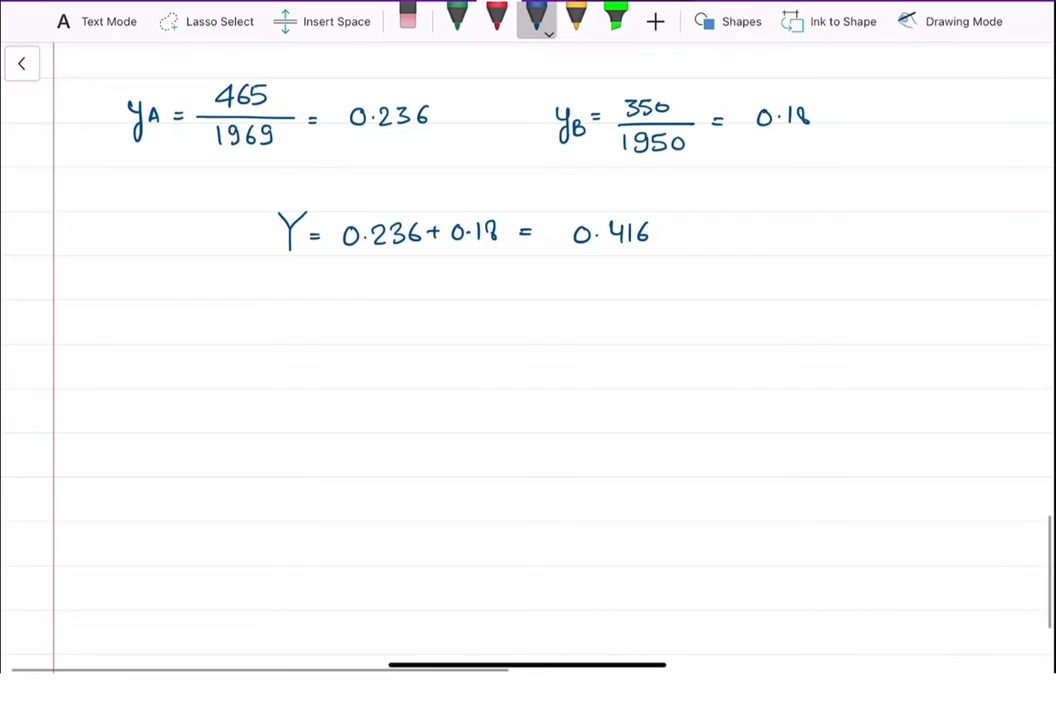 A Text Mode Lasso Select Insert Space + Shapes Ink to Shape Drawing Mode
yA = 465/1969 = 0.236 yB = 350/1950 = 0.18
Y = 0.236 + 0.18 = 0.416